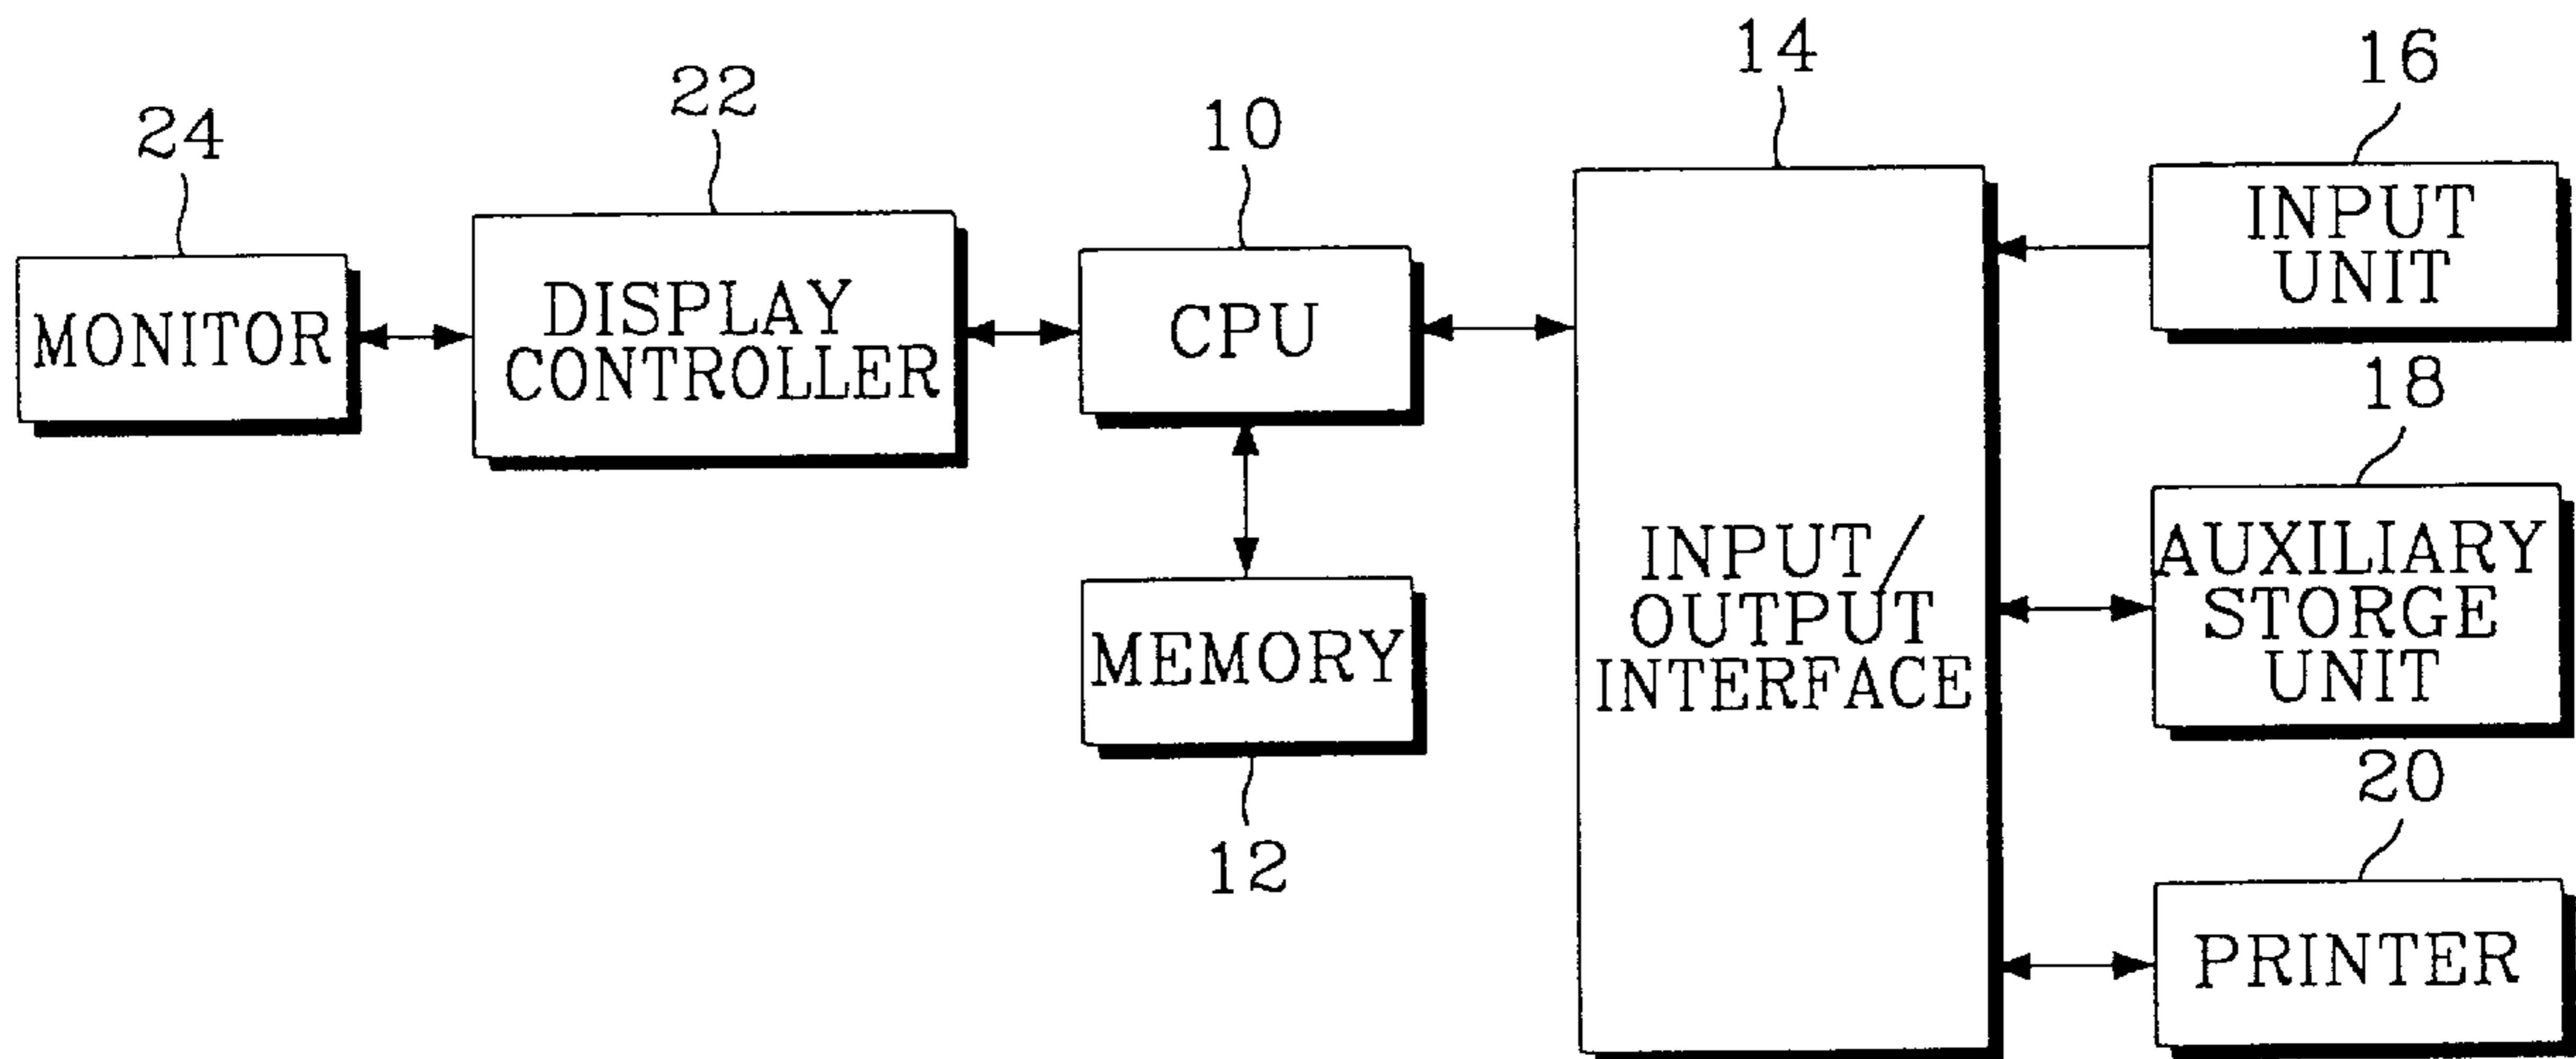 24
MONITOR
22
DISPLAY
CONTROLLER
10
CPU
MEMORY
12
14
INPUT/
OUTPUT
INTERFACE
16
INPUT
UNIT
18
AUXILIARY
STORGE
UNIT
20
PRINTER